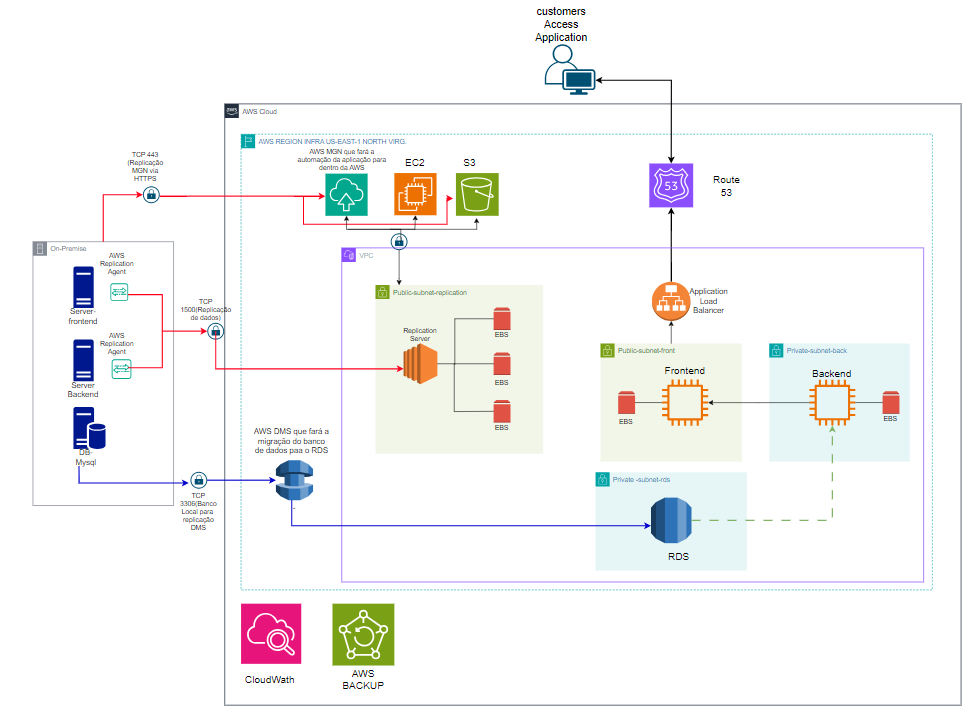 customers
Access
Application
aws
AWS Cloud
AWS REGION INFRA US-EAST-1 NORTH VIRG.
AWS MGN que fará a
automação da aplicação para
dentro da AWS
EC2
S3
TCP 443
(Replicação
MGN via
HTTPS
53
Route
53
On-Premise
AWS
Replication
Agent
Server-
frontend
AWS
Replication
Agent
Server
Backend
DB-
Mysql
TCP
1500(Replicação
de dados)
VPC
Public-subnet-replication
Replication
Server
EBS
EBS
EBS
Application
Load
Balancer
Public-subnet-front
Frontend
EBS
Private-subnet-back
Backend
EBS
AWS DMS que fará a
migração do banco
de dados paa o RDS
TCP
3306(Banco
Local para
replicação
DMS
Private -subnet-rds
RDS
CloudWath
AWS
BACKUP